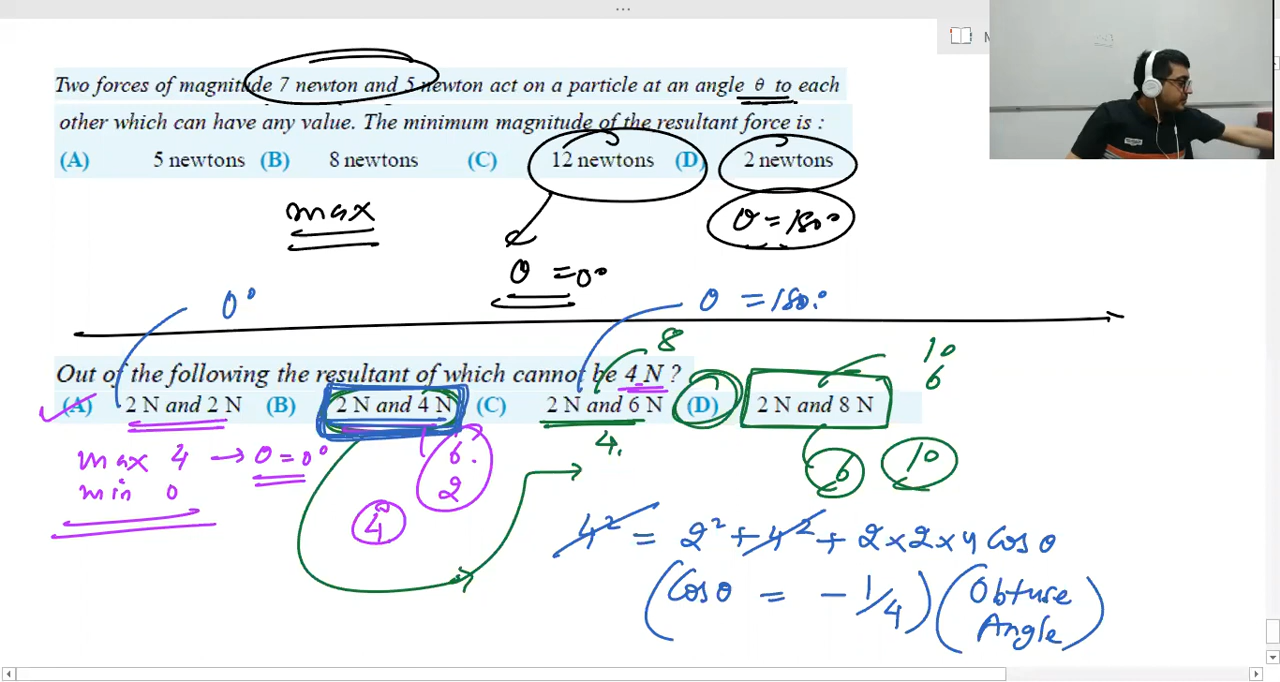 Two forces of magnitude 7 newton and 5 newton act on a particle at an angle θ to each
other which can have any value. The minimum magnitude of the resultant force is :
(A) 5 newtons (B) 8 newtons (C) 12 newtons (D) 2 newtons
max
θ = 180°
θ = 0°
0°
θ = 180°
8
10
6
Out of the following the resultant of which cannot be 4 N ?
(A) 2 N and 2 N (B) 2 N and 4 N (C) 2 N and 6 N (D) 2 N and 8 N
max 4 → θ = 0°
min 0
6.
2
4
4.
6
10
4² = 2² + 4² + 2×2×4 Cos θ
(Cos θ = -1/4) (Obtuse
Angle)